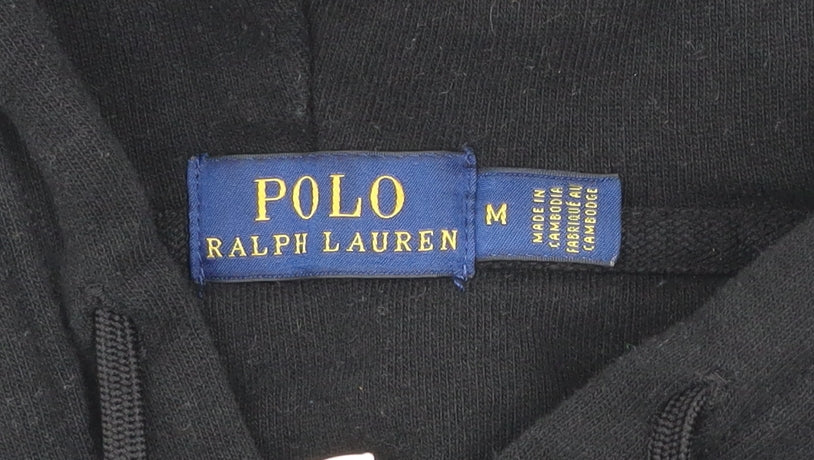 POLO
RALPH LAUREN
M
MADE IN
CAMBODIA
FABRIQUÉ AU
CAMBODGE